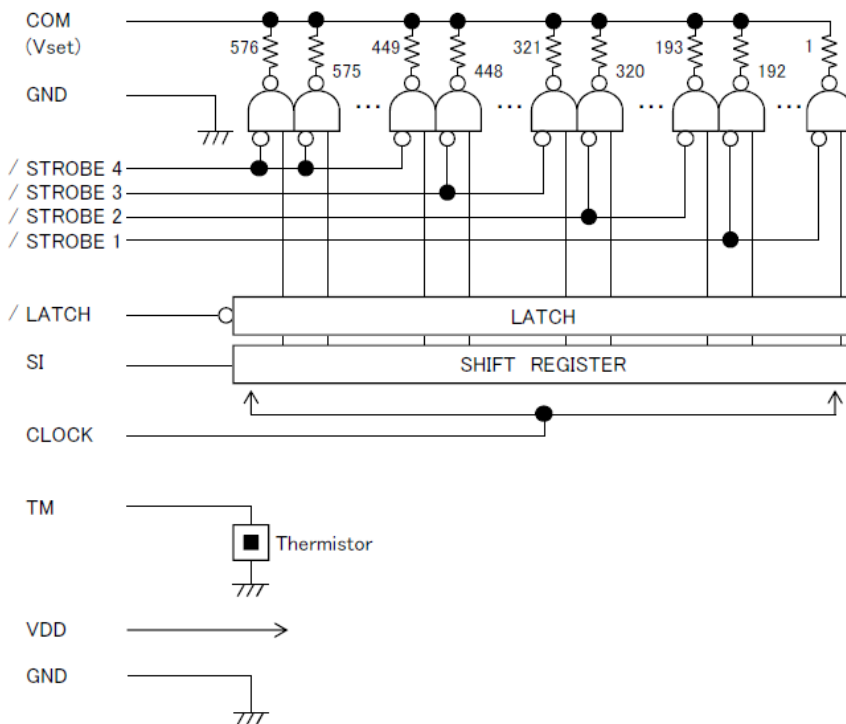 COM
(Vset)
576
575
449
448
321
320
193
192
1
GND
... ... ... ...
/ STROBE 4
/ STROBE 3
/ STROBE 2
/ STROBE 1
/ LATCH
LATCH
SI
SHIFT REGISTER
CLOCK
TM
Thermistor
VDD
GND